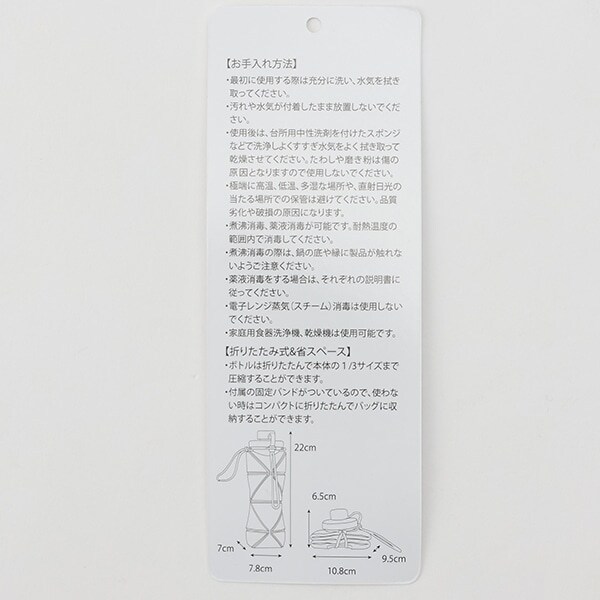 【お手入れ方法】
・最初に使用する際は充分に洗い、水気を拭き
取ってください。
・汚れや水気が付着したまま放置しないでくだ
さい。
・使用後は、台所用中性洗剤を付けたスポンジ
などで洗浄しよくすすぎ水気をよく拭き取って
乾燥させてください。たわしや磨き粉は傷の
原因となりますので使用しないでください。
・極端に高温、低温、多湿な場所や、直射日光の
当たる場所での保管は避けてください。品質
劣化や破損の原因になります。
・煮沸消毒、薬液消毒が可能です。耐熱温度の
範囲内で消毒してください。
・煮沸消毒の際は、鍋の底や縁に製品が触れな
いようご注意ください。
・薬液消毒をする場合は、それぞれの説明書に
従ってください。
・電子レンジ蒸気（スチーム）消毒は使用しない
でください。
・家庭用食器洗浄機、乾燥機は使用可能です。
【折りたたみ式&省スペース】
・ボトルは折りたたんで本体の1/3サイズまで
圧縮することができます。
・付属の固定バンドがついているので、使わな
い時はコンパクトに折りたたんでバッグに収
納することができます。
22cm
6.5cm
7cm
7.8cm
10.8cm
9.5cm